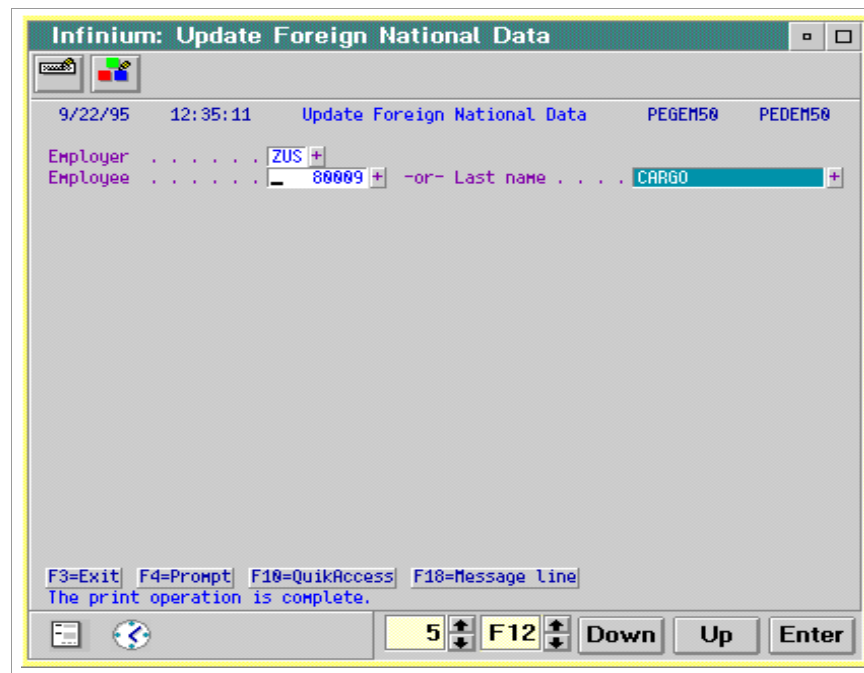 Infinium: Update Foreign National Data
9/22/95 12:35:11 Update Foreign National Data PEGEM50 PEDEM50
Employer . . . . . . ZUS +
Employee . . . . . . 80009 + -or- Last name . . . . CARGO +
F3=Exit F4=Prompt F10=QuikAccess F18=Message line
The print operation is complete.
5 F12 Down Up Enter